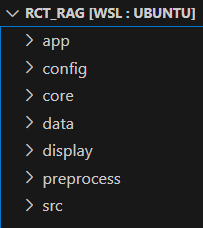 RCT_RAG [WSL : UBUNTU]
app
config
core
data
display
preprocess
src